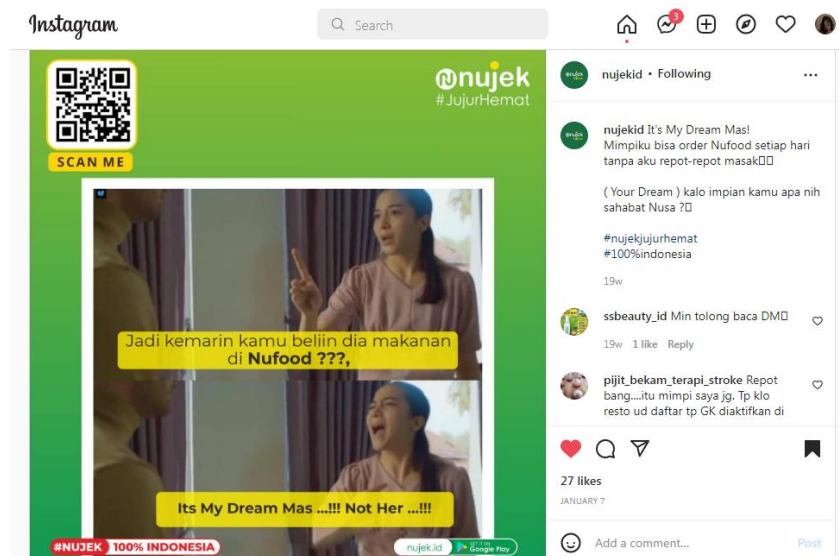 Instagram
Search
3
SCAN ME
nujek
#JujurHemat
Jadi kemarin kamu beliin dia makanan
di Nufood ???,
Its My Dream Mas ...!!! Not Her ...!!!
#NUJEK 100% INDONESIA
nujek.id
GET IT ON
Google Play
nujekid • Following
nujekid It's My Dream Mas!
Mimpiku bisa order Nufood setiap hari
tanpa aku repot-repot masak
( Your Dream ) kalo impian kamu apa nih
sahabat Nusa ?
#nujekjujurhemat
#100%indonesia
19w
ssbeauty_id Min tolong baca DM
19w 1 like Reply
pijit_bekam_terapi_stroke Repot
bang....itu mimpi saya jg. Tp klo
resto ud daftar tp GK diaktifkan di
27 likes
JANUARY 7
Add a comment...
Post